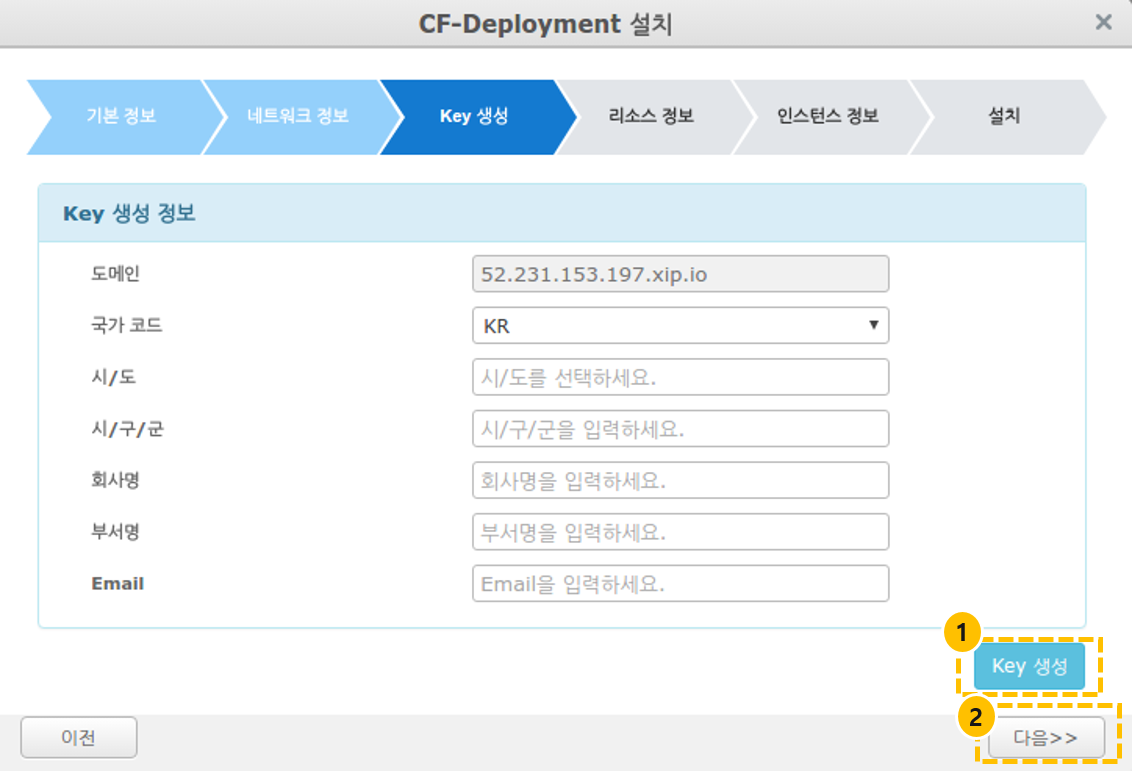 CF-Deployment 설치 ×
기본 정보 네트워크 정보 Key 생성 리소스 정보 인스턴스 정보 설치
Key 생성 정보
도메인 52.231.153.197.xip.io
국가 코드 KR ▼
시/도 시/도를 선택하세요.
시/구/군 시/구/군을 입력하세요.
회사명 회사명을 입력하세요.
부서명 부서명을 입력하세요.
Email Email을 입력하세요.
1 Key 생성
이전 2 다음>>